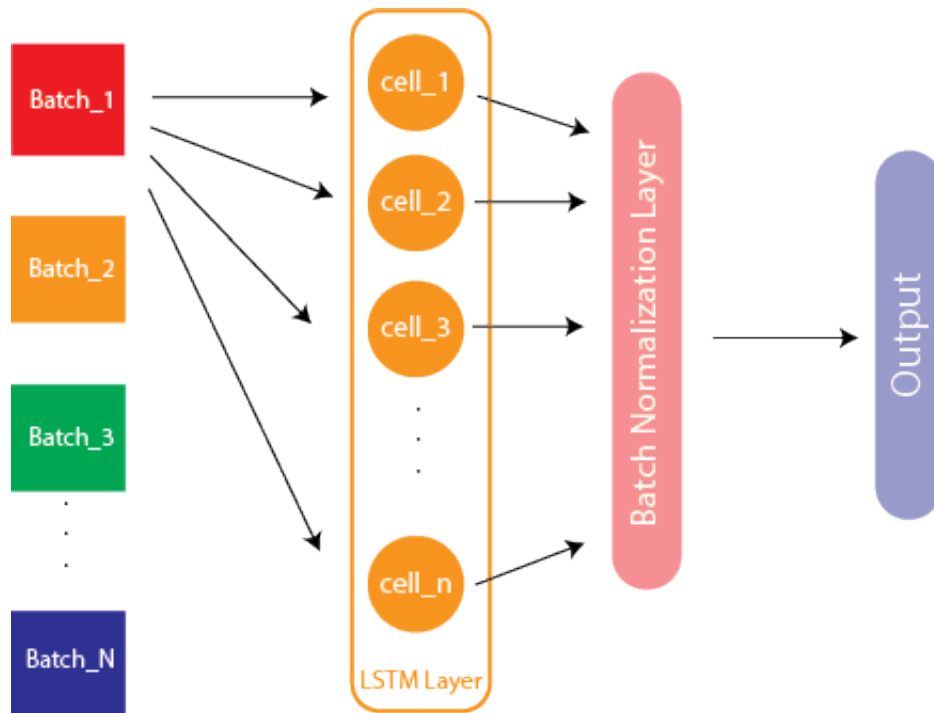 Batch_1
Batch_2
Batch_3
Batch_N
cell_1
cell_2
cell_3
cell_n
LSTM Layer
Batch Normalization Layer
Output